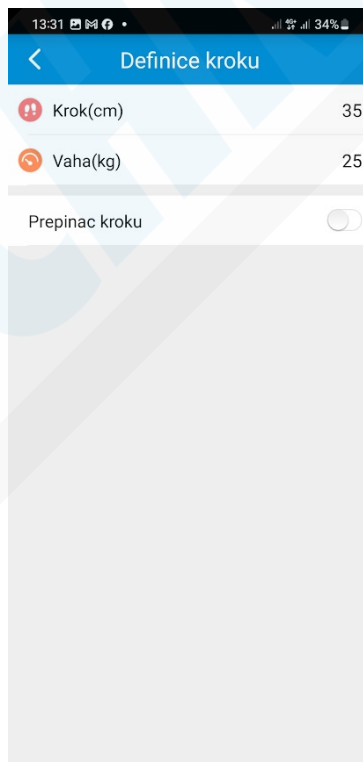 13:31 34%
Definice kroku
Krok(cm) 35
Vaha(kg) 25
Prepinac kroku